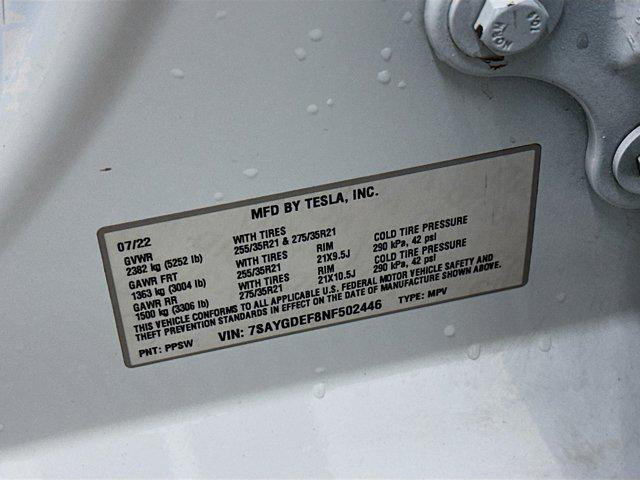 MFD BY TESLA, INC.
07/22
GVWR WITH TIRES COLD TIRE PRESSURE
2382 kg (5252 lb) 255/35R21 & 275/35R21 290 kPa, 42 psi
GAWR FRT WITH TIRES RIM COLD TIRE PRESSURE
1363 kg (3004 lb) 255/35R21 21X9.5J 290 kPa, 42 psi
GAWR RR WITH TIRES RIM
1500 kg (3306 lb) 275/35R21 21X10.5J
THIS VEHICLE CONFORMS TO ALL APPLICABLE U.S. FEDERAL MOTOR VEHICLE SAFETY AND
THEFT PREVENTION STANDARDS IN EFFECT ON THE DATE OF MANUFACTURE SHOWN ABOVE.
PNT: PPSW VIN: 7SAYGDEF8NF502446 TYPE: MPV